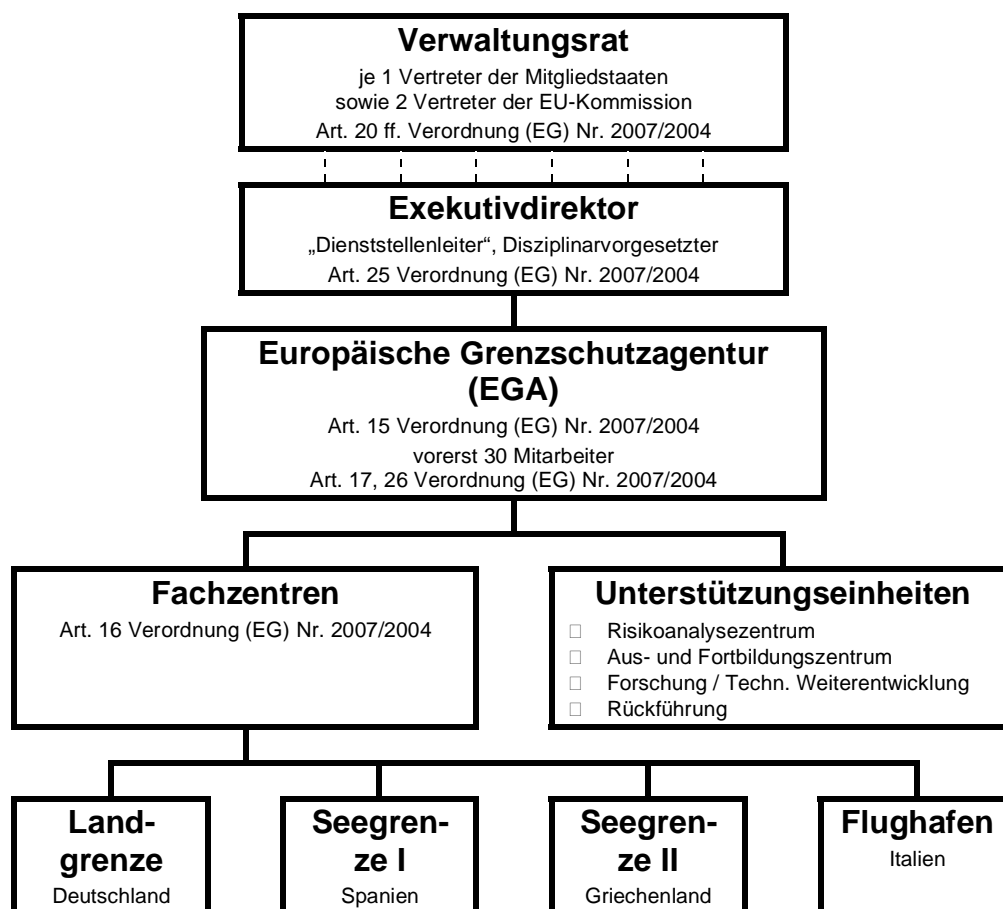 Verwaltungsrat
je 1 Vertreter der Mitgliedstaaten
sowie 2 Vertreter der EU-Kommission
Art. 20 ff. Verordnung (EG) Nr. 2007/2004
Exekutivdirektor
„Dienststellenleiter“, Disziplinarvorgesetzter
Art. 25 Verordnung (EG) Nr. 2007/2004
Europäische Grenzschutzagentur
(EGA)
Art. 15 Verordnung (EG) Nr. 2007/2004
vorerst 30 Mitarbeiter
Art. 17, 26 Verordnung (EG) Nr. 2007/2004
Fachzentren
Art. 16 Verordnung (EG) Nr. 2007/2004
Unterstützungseinheiten
Risikoanalysezentrum
Aus- und Fortbildungszentrum
Forschung / Techn. Weiterentwicklung
Rückführung
Land-
grenze
Deutschland
Seegren-
ze I
Spanien
Seegren-
ze II
Griechenland
Flughafen
Italien